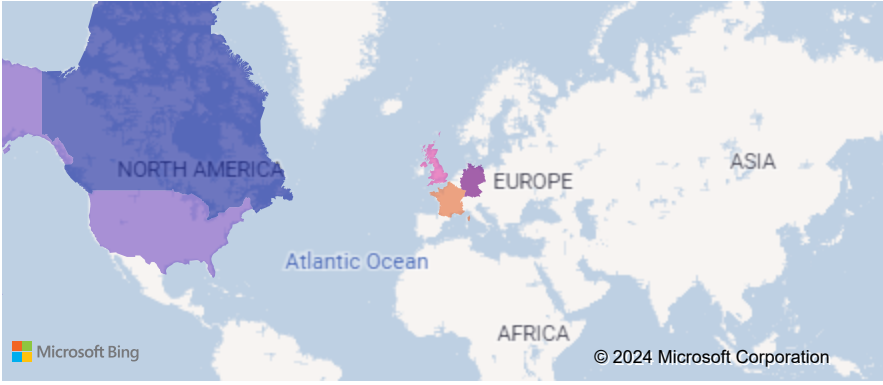 ASIA
NORTH AMERICA
EUROPE
Atlantic Ocean
AFRICA
Microsoft Bing
© 2024 Microsoft Corporation